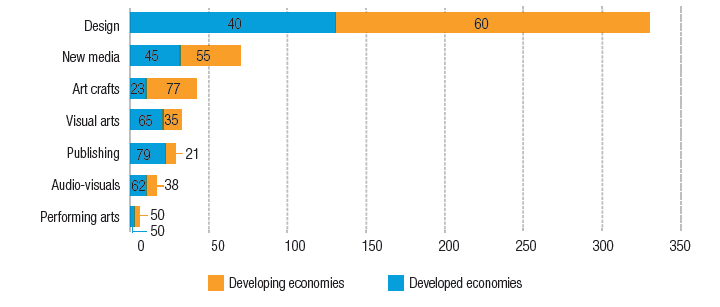 Design 40 60
New media 45 55
Art crafts 23 77
Visual arts 65 35
Publishing 79 21
Audio-visuals 62 38
Performing arts 50
50
0 50 100 150 200 250 300 350
Developing economies Developed economies